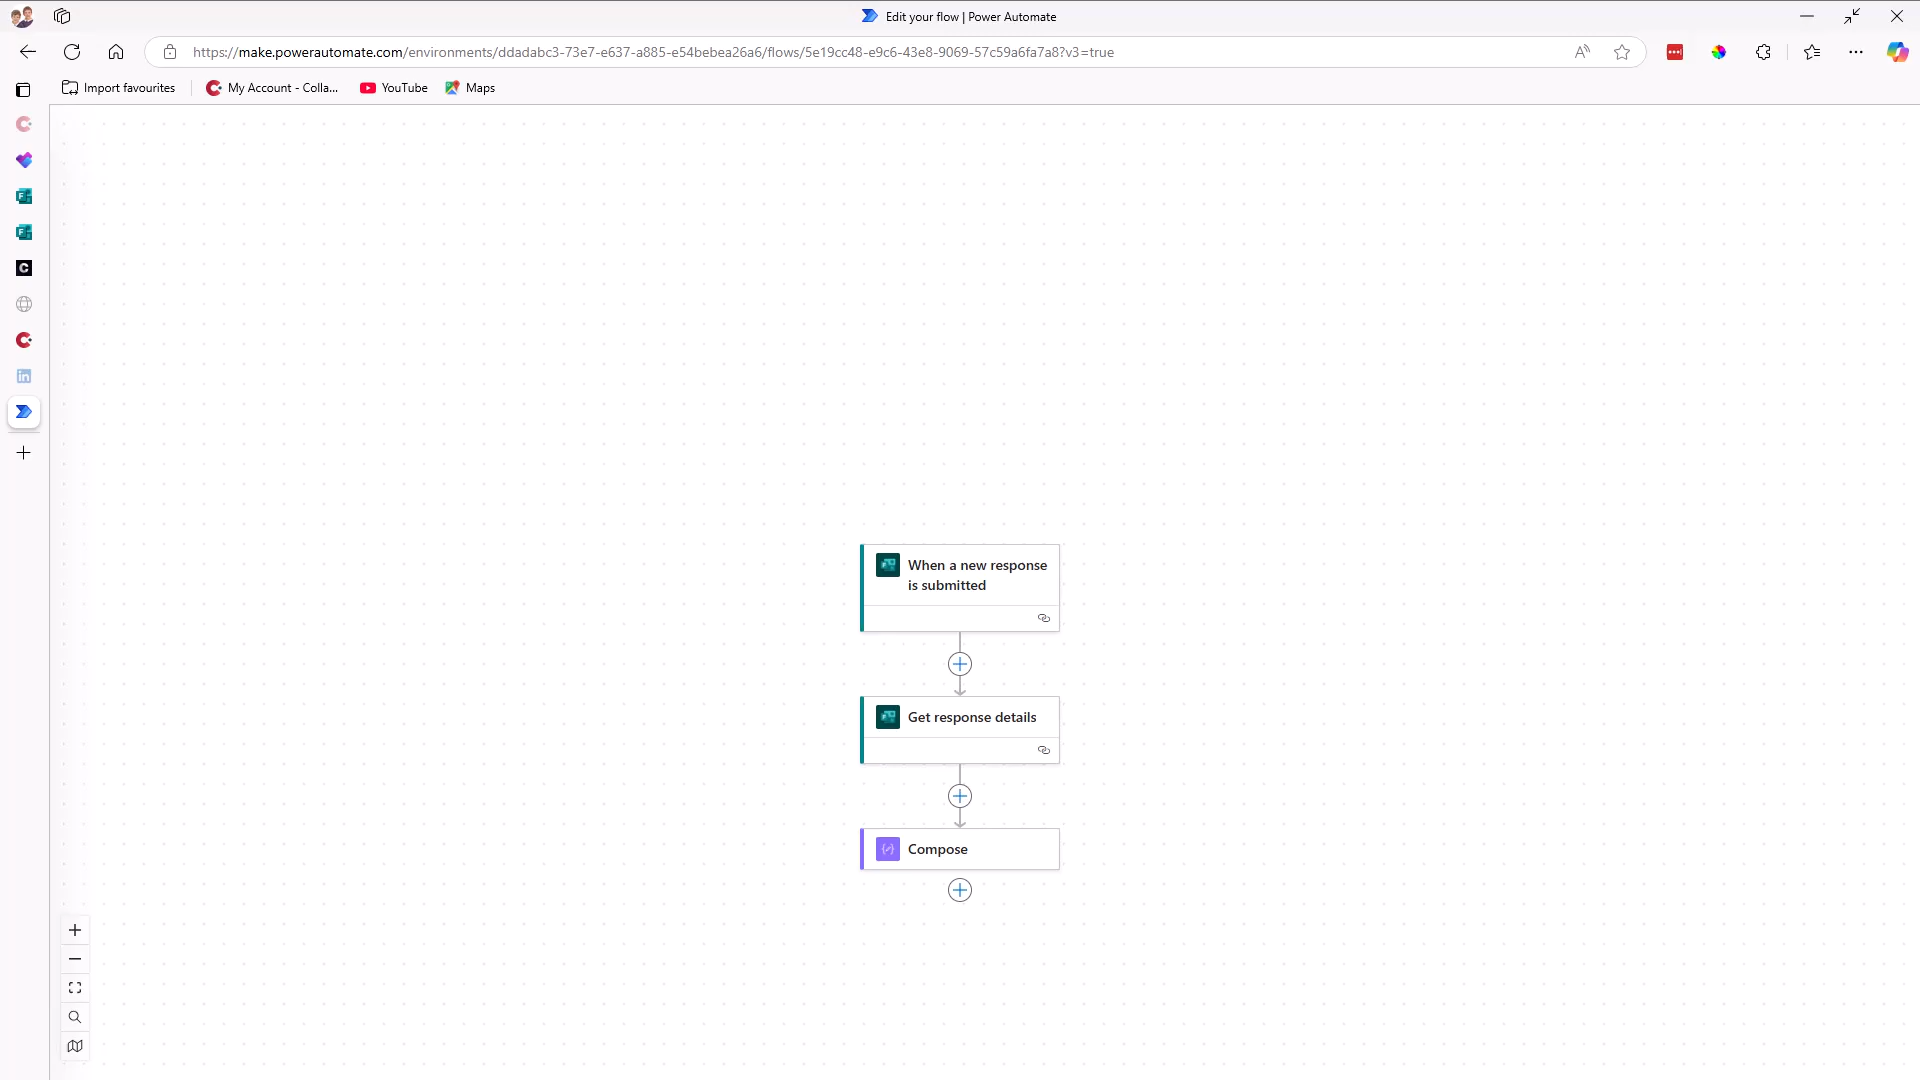 Edit your flow | Power Automate
https://make.powerautomate.com/environments/ddadabc3-73e7-e637-a885-e54bebea26a6/flows/5e19cc48-e9c6-43e8-9069-57c59a6fa7a8?v3=true
Import favourites
My Account - Colla...
YouTube
Maps
When a new response
is submitted
Get response details
Compose